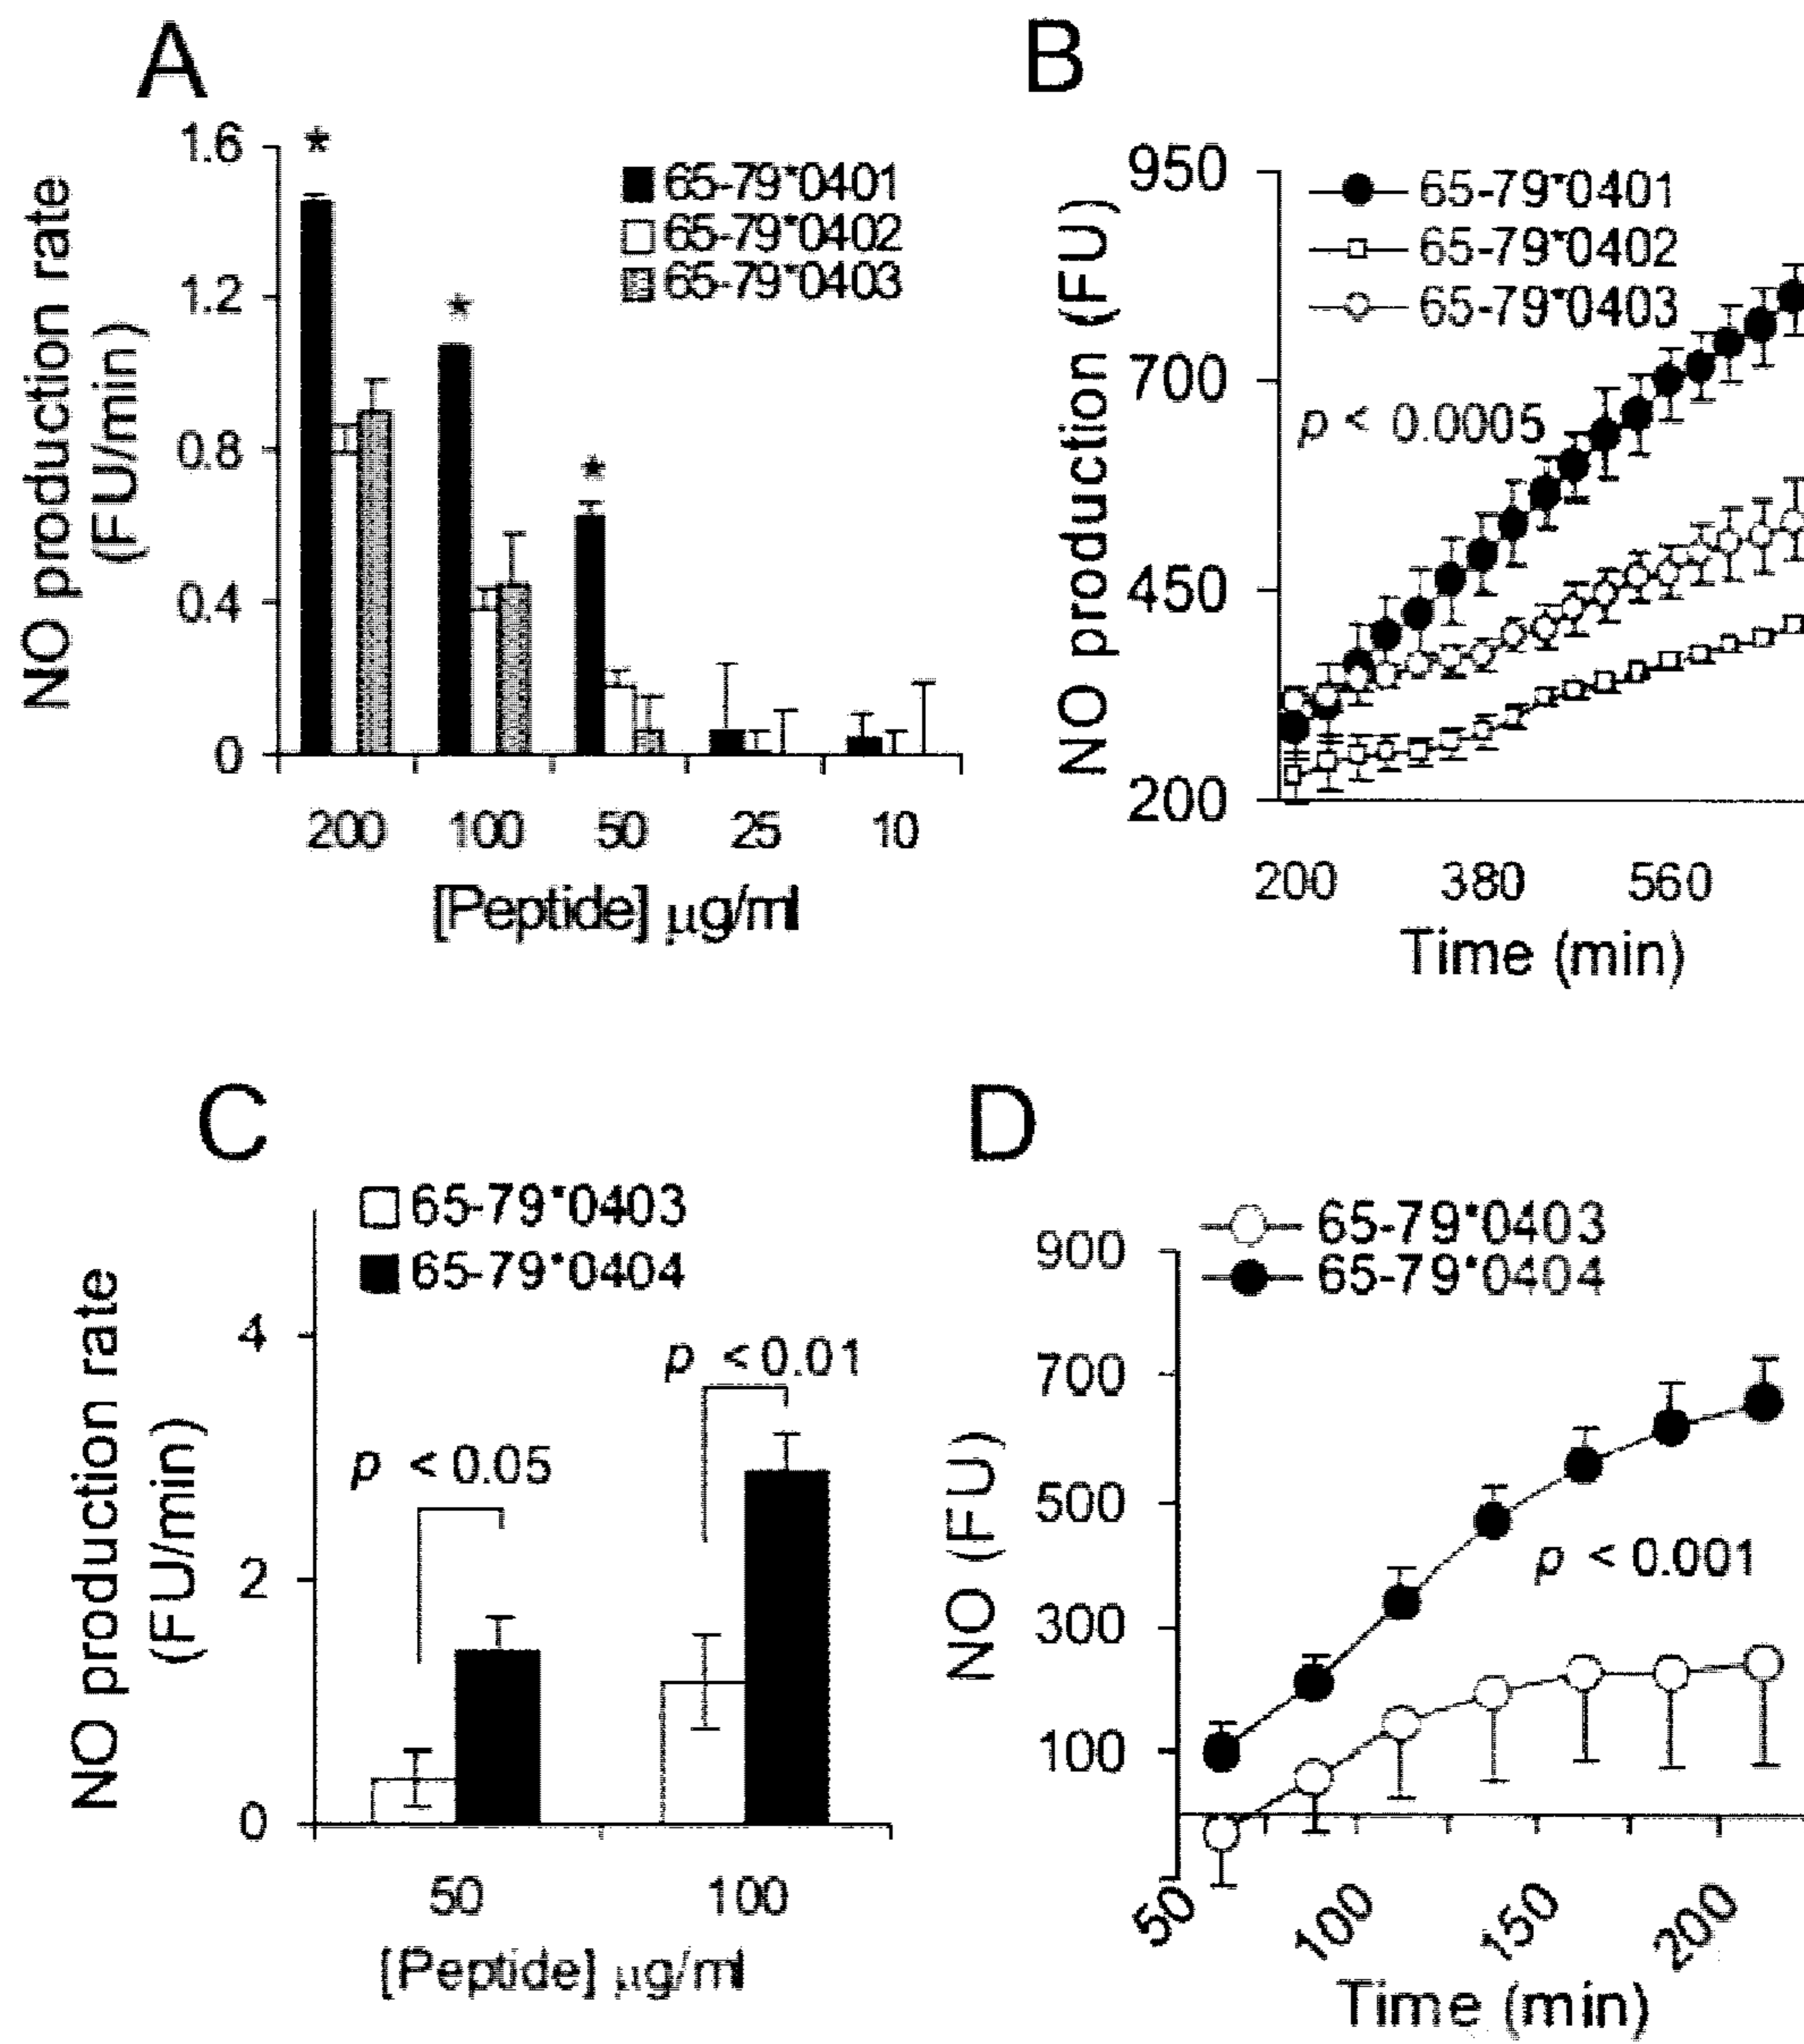 A
NO production rate
(FU/min)
1.6
1.2
0.8
0.4
0
*
*
*
65-79*0401
65-79*0402
65-79*0403
200 100 50 25 10
[Peptide] µg/ml
B
NO production (FU)
950
700
450
200
65-79*0401
65-79*0402
65-79*0403
p < 0.0005
200 380 560
Time (min)
C
NO production rate
(FU/min)
65-79*0403
65-79*0404
4
2
0
p < 0.05
p < 0.01
50 100
[Peptide] µg/ml
D
NO (FU)
65-79*0403
65-79*0404
900
700
500
300
100
p < 0.001
50 100 150 200
Time (min)